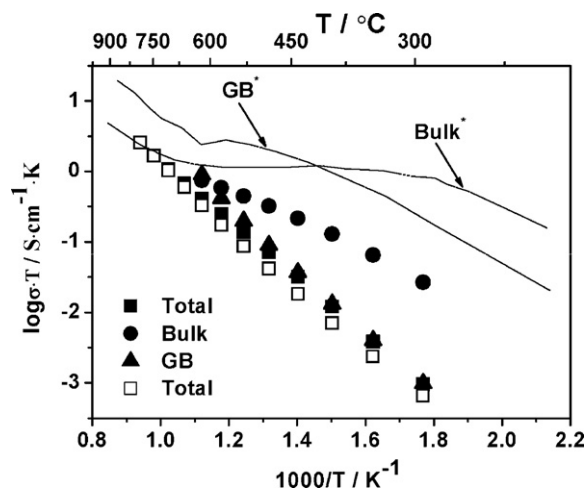 T / °C
900 750 600 450 300
GB*
Bulk*
1
0
-1
-2
-3
logσ·T / S·cm⁻¹·K
Total
Bulk
GB
Total
0.8 1.0 1.2 1.4 1.6 1.8 2.0 2.2
1000/T / K⁻¹